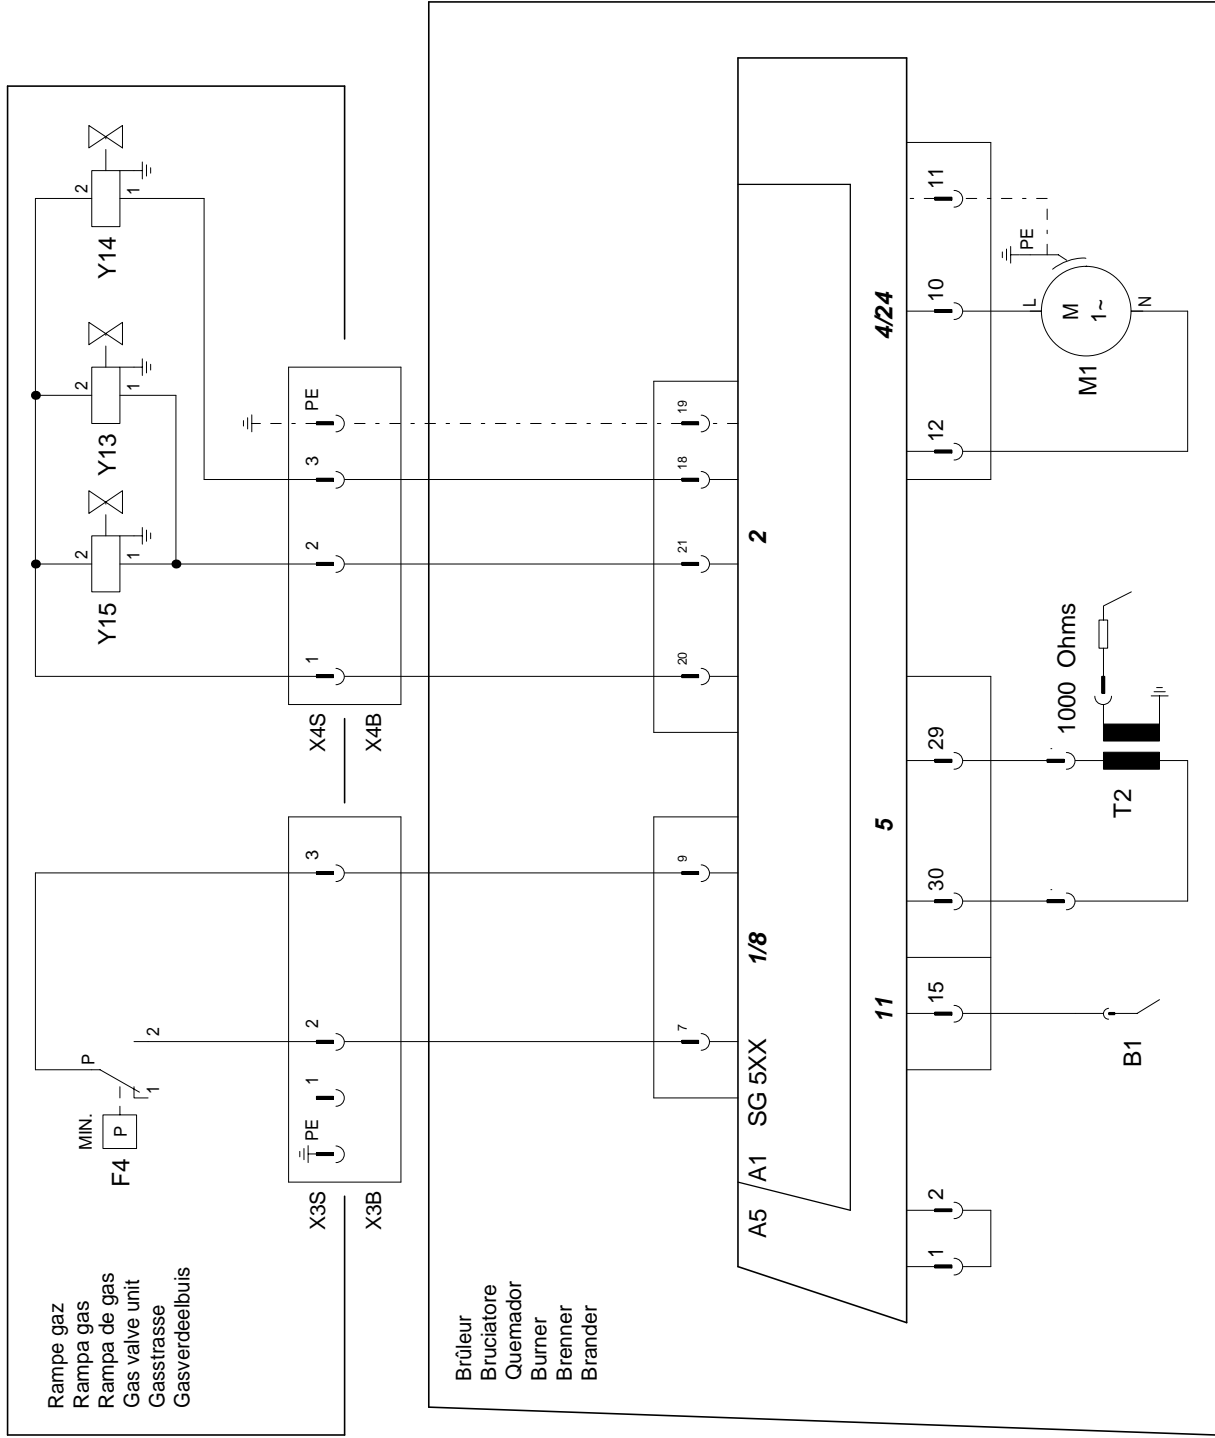 Rampe gaz
Rampa gas
Rampa de gas
Gas valve unit
Gasstrasse
Gasverdeelbuis
F4
MIN.
P
P
1
2
Y15
2
1
Y13
2
1
Y14
2
1
X3S
X3B
PE
1
2
3
X4S
X4B
1
2
3
PE
Brûleur
Bruciatore
Quemador
Burner
Brenner
Brander
7
9
20
21
18
19
A5
A1
SG 5XX
1/8
2
11
5
4/24
1
2
15
30
29
12
10
11
B1
T2
1000 Ohms
M1
M
1~
L
N
PE